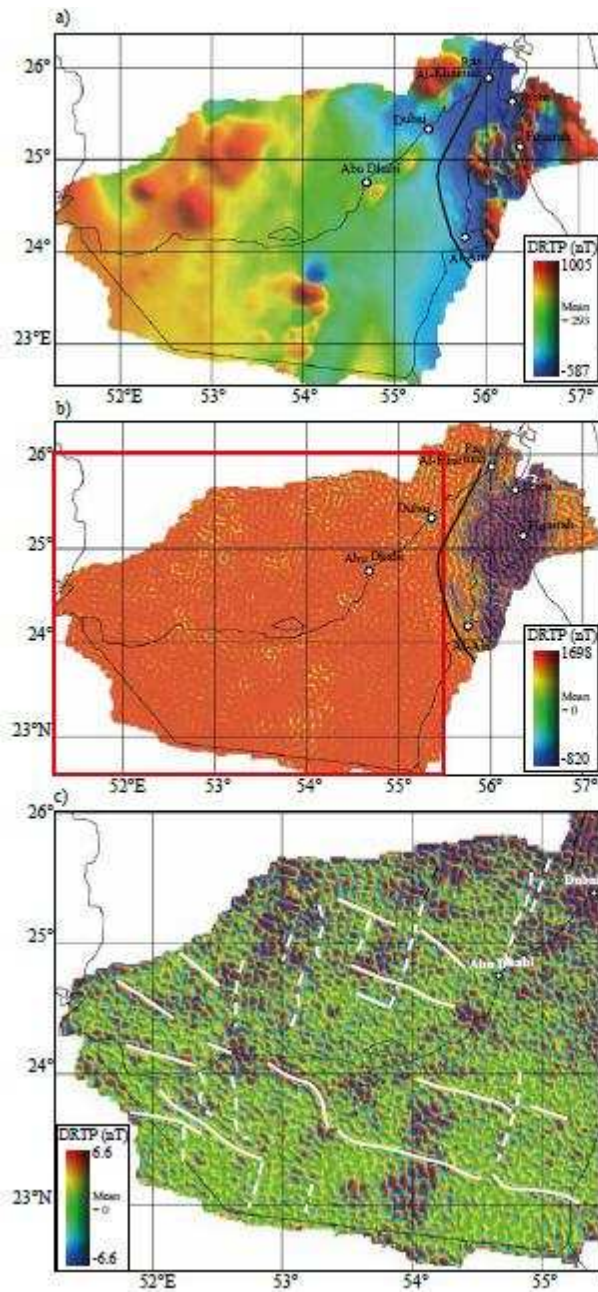 a)
26°
25°
24°
23°E
52°E
53°
54°
55°
56°
57°
Ras
Al-Khaimah
Dubai
Abu Dhabi
Fujairah
Al-Ain
DRTP (nT)
1005
Mean
= 293
-587
b)
26°
25°
24°
23°N
52°E
53°
54°
55°
56°
57°
Dubai
Abu Dhabi
Fujairah
DRTP (nT)
1698
Mean
= 0
-820
c)
26°
25°
24°
23°N
52°E
53°
54°
55°
Dubai
Abu Dhabi
DRTP (nT)
6.6
Mean
= 0
-6.6